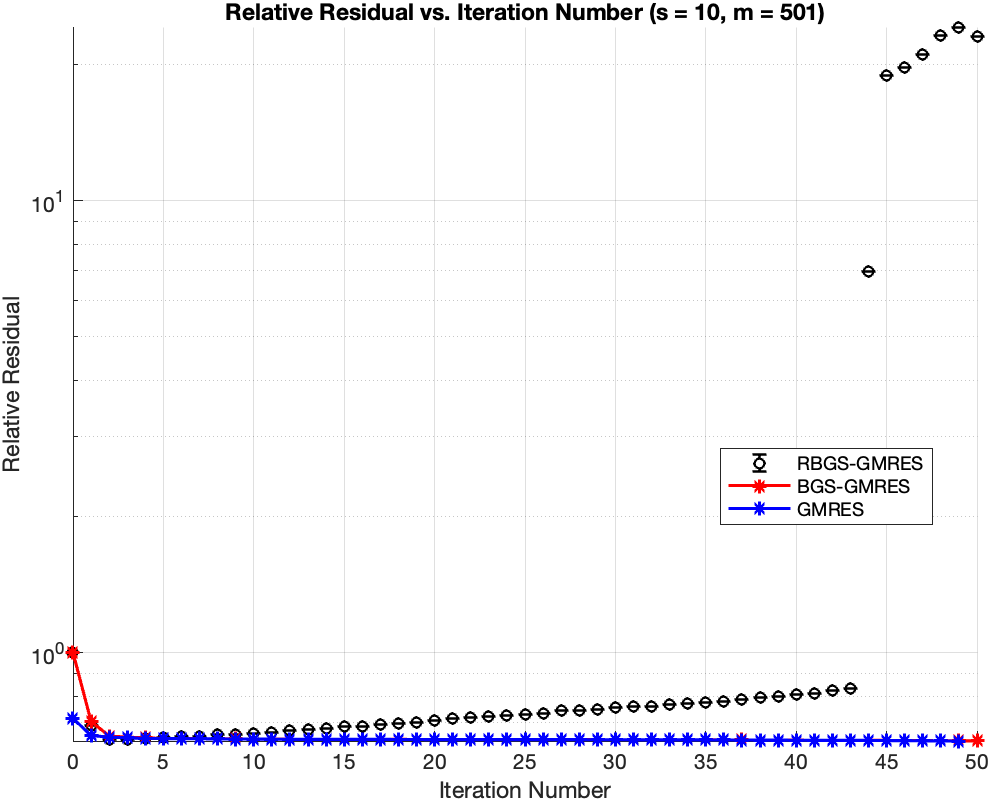 Relative Residual vs. Iteration Number (s = 10, m = 501)
Relative Residual
10^1
10^0
RBGS-GMRES
BGS-GMRES
GMRES
0 5 10 15 20 25 30 35 40 45 50
Iteration Number